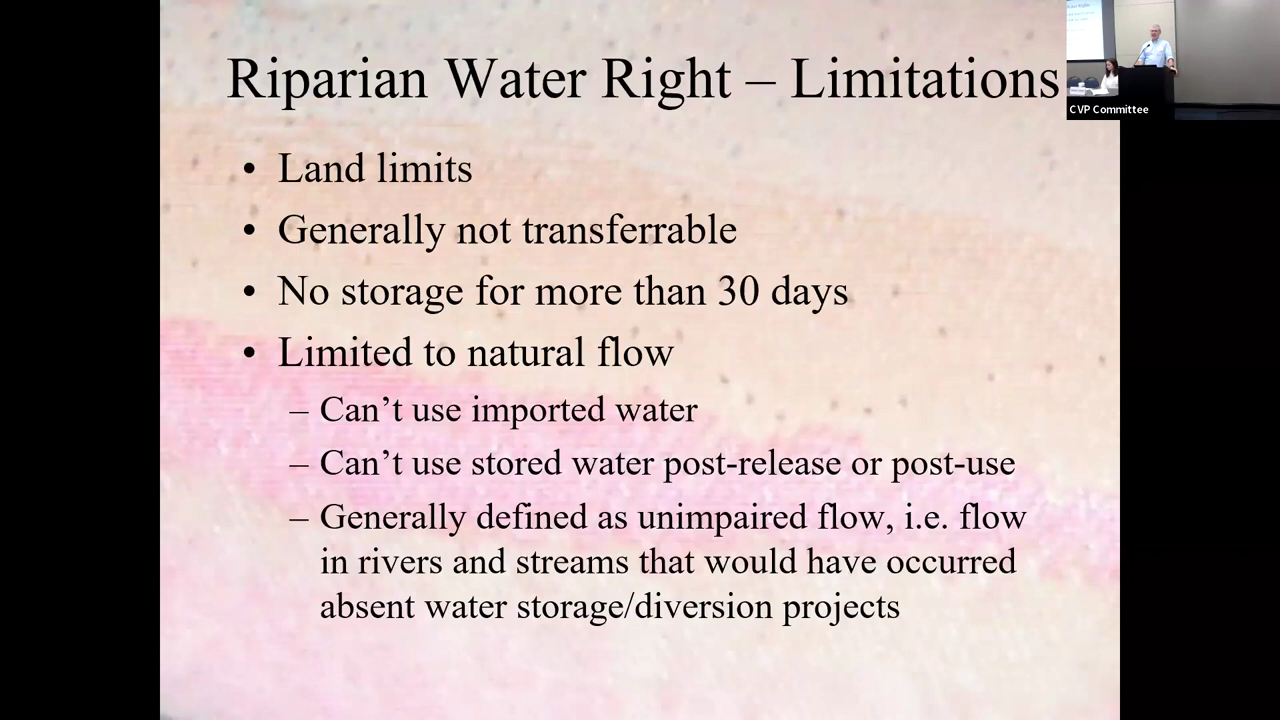 Riparian Water Right – Limitations
• Land limits
• Generally not transferrable
• No storage for more than 30 days
• Limited to natural flow
– Can't use imported water
– Can't use stored water post-release or post-use
– Generally defined as unimpaired flow, i.e. flow
in rivers and streams that would have occurred
absent water storage/diversion projects
CVP Committee